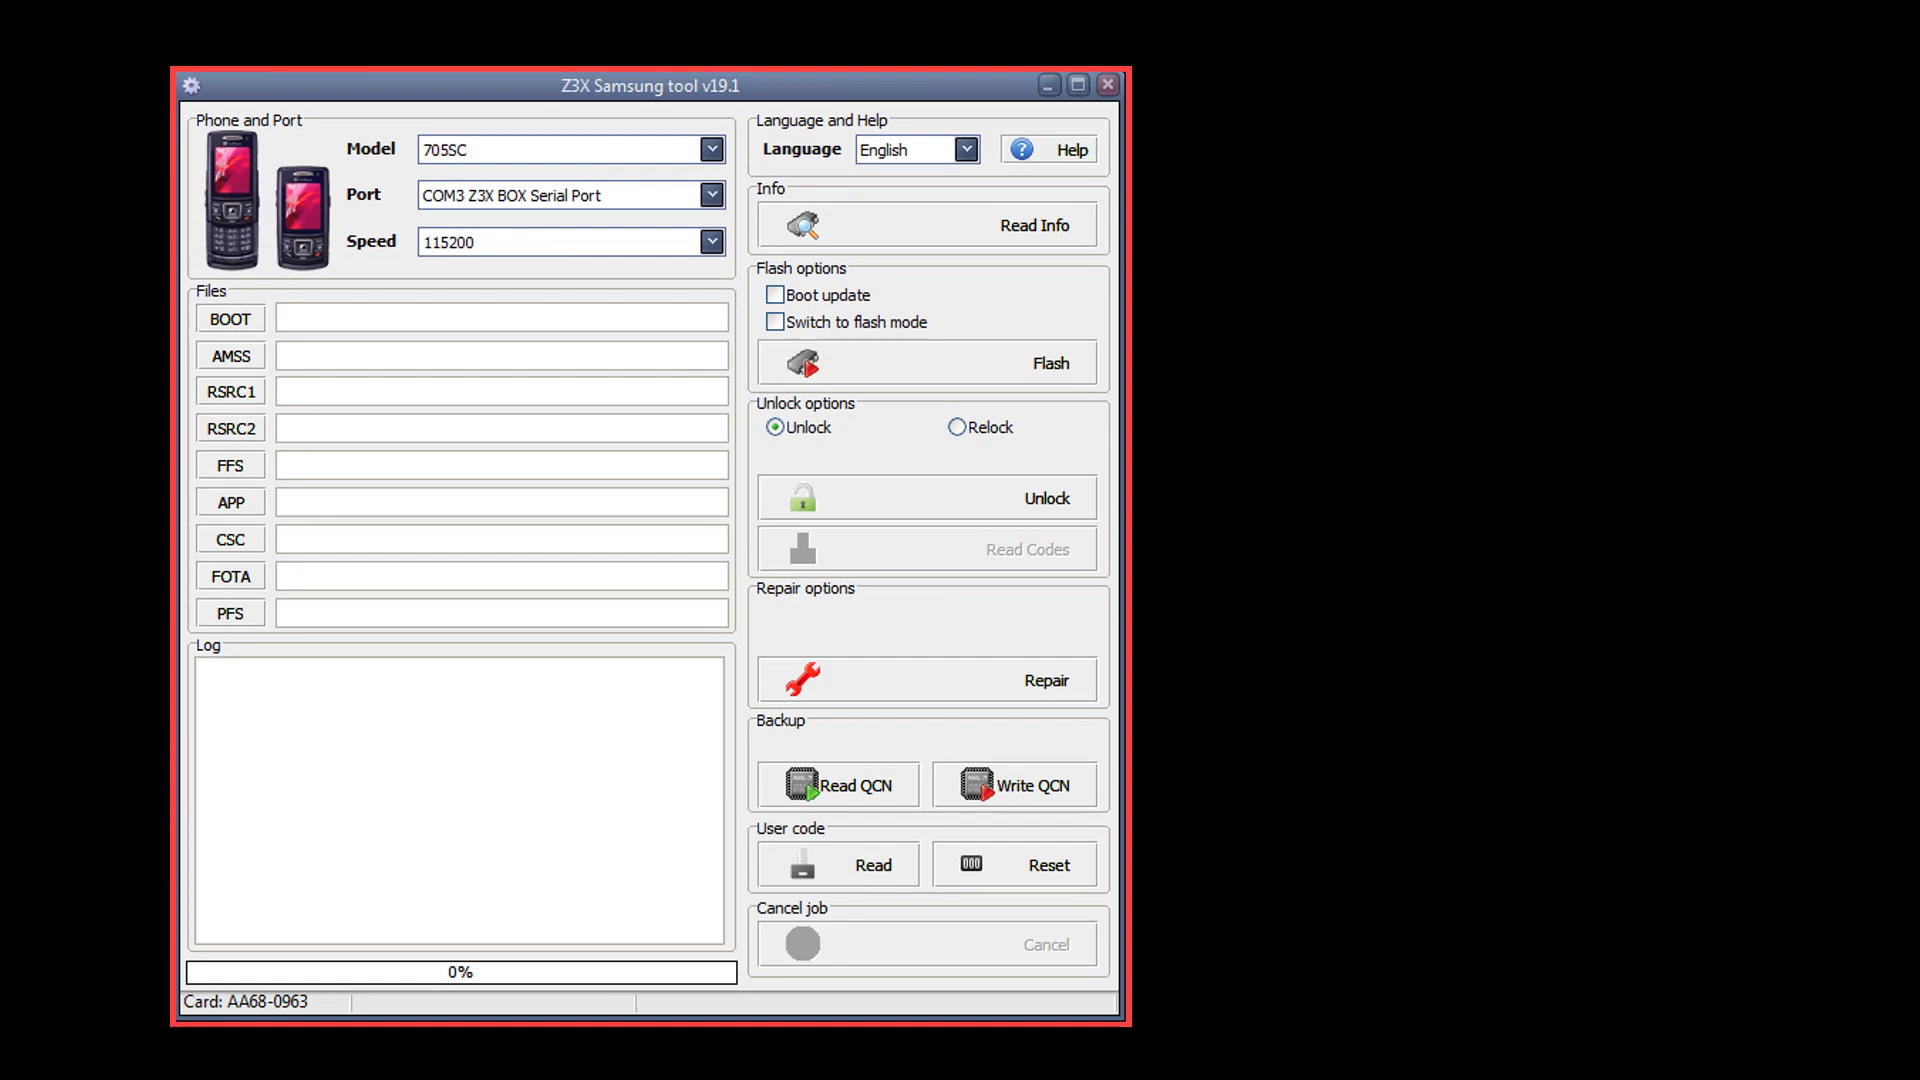 Z3X Samsung tool v19.1
Phone and Port
Model 705SC
Port COM3 Z3X BOX Serial Port
Speed 115200
Files
BOOT
AMSS
RSRC1
RSRC2
FFS
APP
CSC
FOTA
PFS
Log
0%
Card: AA68-0963
Language and Help
Language English Help
Info
Read Info
Flash options
Boot update
Switch to flash mode
Flash
Unlock options
Unlock Relock
Unlock
Read Codes
Repair options
Repair
Backup
Read QCN Write QCN
User code
Read 000 Reset
Cancel job
Cancel